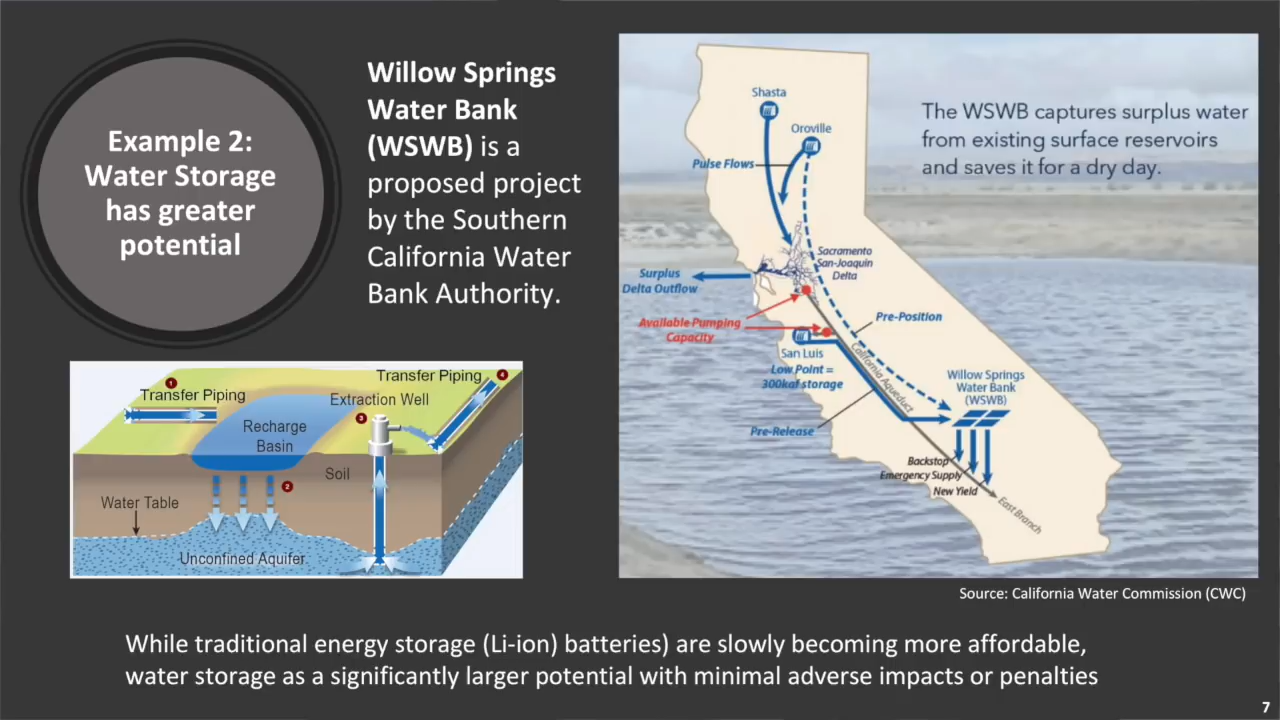 Example 2:
Water Storage
has greater
potential
Willow Springs
Water Bank
(WSWB) is a
proposed project
by the Southern
California Water
Bank Authority.
1
Transfer Piping
Transfer Piping
4
Extraction Well
3
Recharge
Basin
Soil
2
Water Table
Unconfined Aquifer
The WSWB captures surplus water
from existing surface reservoirs
and saves it for a dry day.
Shasta
Oroville
Pulse Flows
Sacramento
San-Joaquin
Delta
Surplus
Delta Outflow
Available Pumping
Capacity
Pre-Position
San Luis
Low Point =
300kaf storage
California Aqueduct
Willow Springs
Water Bank
(WSWB)
Pre-Release
Backstop
Emergency Supply
New Yield
East Branch
Source: California Water Commission (CWC)
While traditional energy storage (Li-ion) batteries) are slowly becoming more affordable,
water storage as a significantly larger potential with minimal adverse impacts or penalties
7